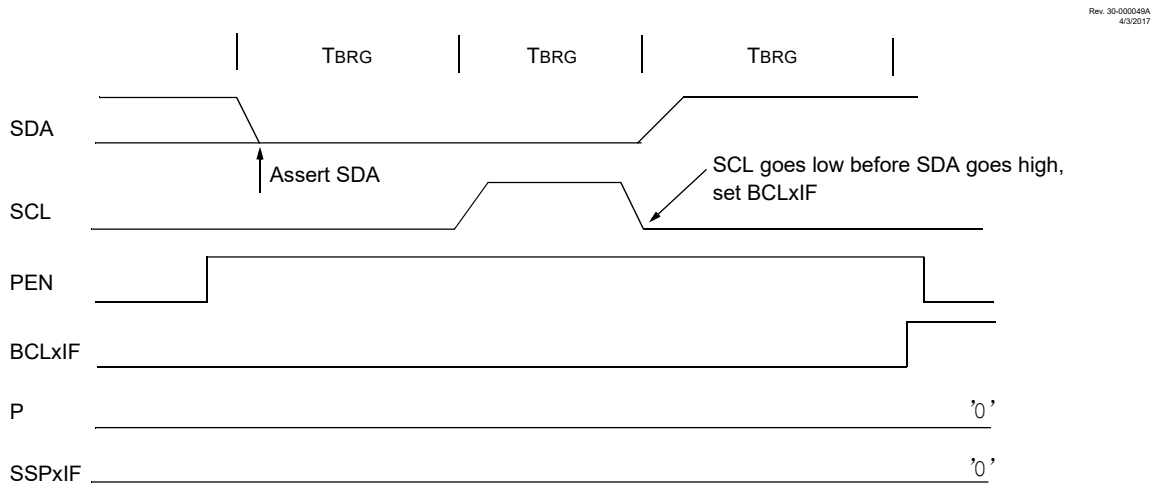 Rev. 30-000049A
4/3/2017
TBRG TBRG TBRG
SDA
Assert SDA
SCL goes low before SDA goes high,
set BCLxIF
SCL
PEN
BCLxIF
P '0'
SSPxIF '0'